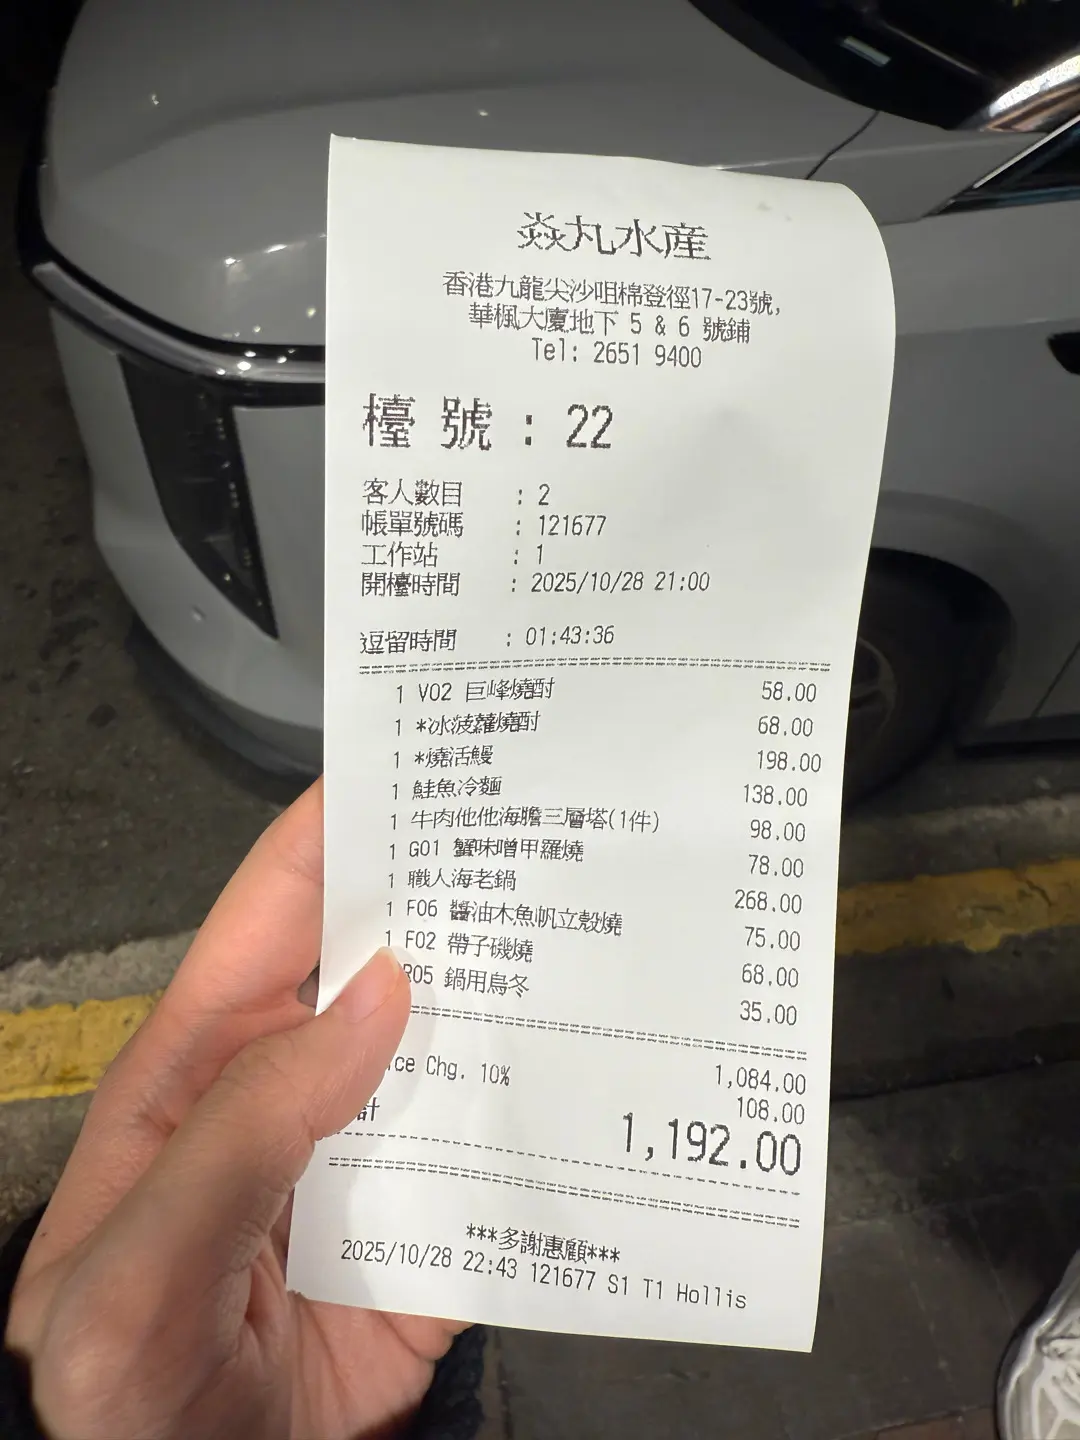 焱丸水産
香港九龍尖沙咀棉登徑17-23號,
華楓大廈地下 5 & 6 號鋪
Tel: 2651 9400
檯 號 : 22
客人數目 : 2
帳單號碼 : 121677
工作站 : 1
開檯時間 : 2025/10/28 21:00
逗留時間 : 01:43:36
1 V02 巨峰燒酎 58.00
1 *冰菠蘿燒酎 68.00
1 *燒活鰻 198.00
1 鮭魚冷麵 138.00
1 牛肉他他海膽三層塔(1件) 98.00
1 G01 蟹味噌甲羅燒 78.00
1 職人海老鍋 268.00
1 F06 醬油木魚帆立殼燒 75.00
1 F02 帶子磯燒 68.00
R05 鍋用烏冬 35.00
1,084.00
ce Chg. 10% 108.00
計 1,192.00
***多謝惠顧***
2025/10/28 22:43 121677 S1 T1 Hollis